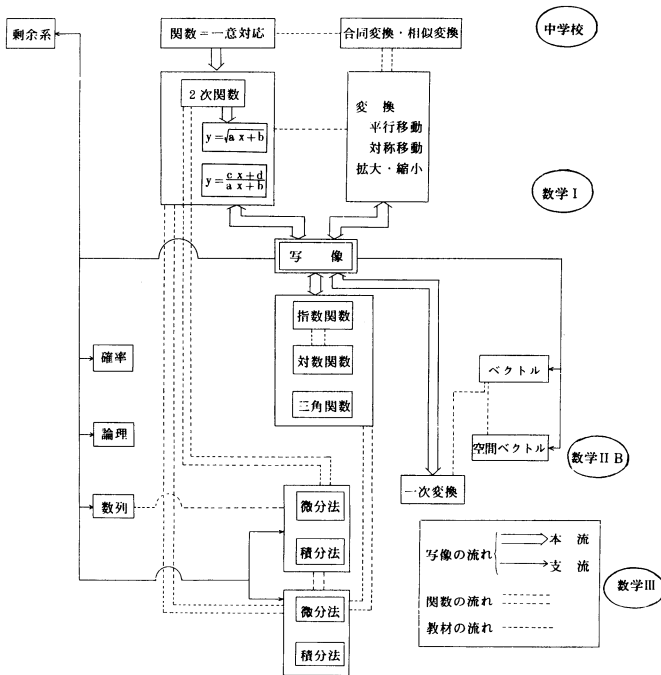 剰余系
関数＝一意対応
合同変換・相似変換
中学校
2次関数
y=√ax+b
y=cx+d/ax+b
変　換
平行移動
対称移動
拡大・縮小
数学Ⅰ
写　像
指数関数
対数関数
三角関数
確率
論理
数列
ベクトル
空間ベクトル
数学ⅡB
一次変換
微分法
積分法
微分法
積分法
写像の流れ
本　流
支　流
関数の流れ
教材の流れ
数学Ⅲ